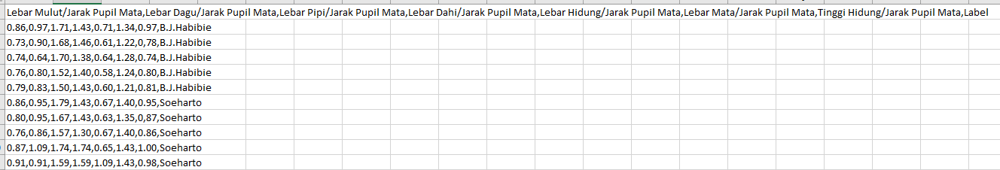 Lebar Mulut/Jarak Pupil Mata,Lebar Dagu/Jarak Pupil Mata,Lebar Pipi/Jarak Pupil Mata,Lebar Dahi/Jarak Pupil Mata,Lebar Hidung/Jarak Pupil Mata,Lebar Mata/Jarak Pupil Mata,Tinggi Hidung/Jarak Pupil Mata,Label
0.86,0.97,1.71,1.43,0.71,1.34,0.97,B.J.Habibie
0.73,0.90,1.68,1.46,0.61,1.22,0,78,B.J.Habibie
0.74,0.64,1.70,1.38,0.64,1.28,0.74,B.J.Habibie
0.76,0.80,1.52,1.40,0.58,1.24,0.80,B.J.Habibie
0.79,0.83,1.50,1.43,0.60,1.21,0.81,B.J.Habibie
0.86,0.95,1.79,1.43,0.67,1.40,0.95,Soeharto
0.80,0.95,1.67,1.43,0.63,1.35,0,87,Soeharto
0.76,0.86,1.57,1.30,0.67,1.40,0.86,Soeharto
0.87,1.09,1.74,1.74,0.65,1.43,1.00,Soeharto
0.91,0.91,1.59,1.59,1.09,1.43,0.98,Soeharto